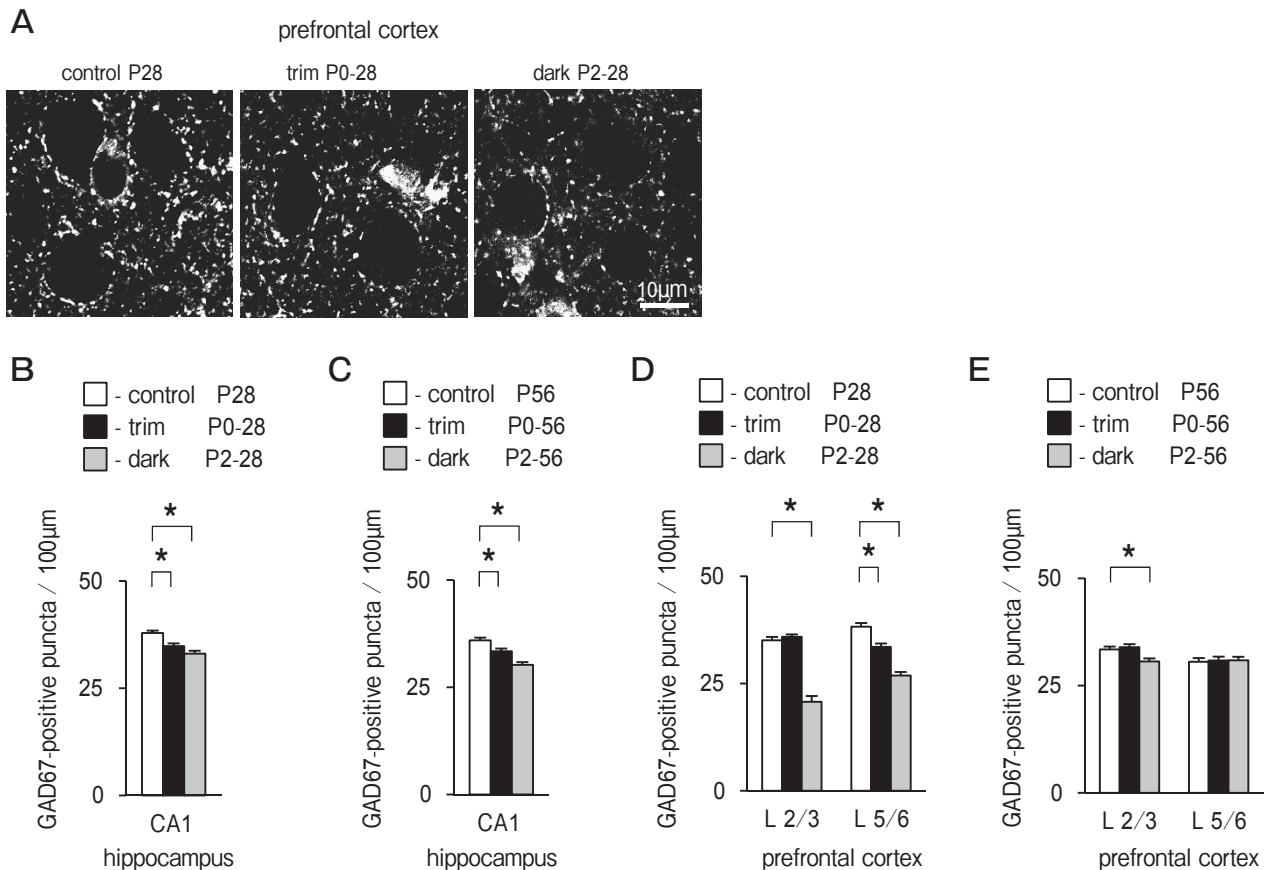 A
prefrontal cortex
control P28
trim P0-28
dark P2-28
10µm
B
- control P28
- trim P0-28
- dark P2-28
GAD67-positive puncta / 100µm
50
25
0
*
*
CA1
hippocampus
C
- control P56
- trim P0-56
- dark P2-56
GAD67-positive puncta / 100µm
50
25
0
*
*
CA1
hippocampus
D
- control P28
- trim P0-28
- dark P2-28
GAD67-positive puncta / 100µm
50
25
0
*
*
*
L 2/3 L 5/6
prefrontal cortex
E
- control P56
- trim P0-56
- dark P2-56
GAD67-positive puncta / 100µm
50
25
0
*
L 2/3 L 5/6
prefrontal cortex